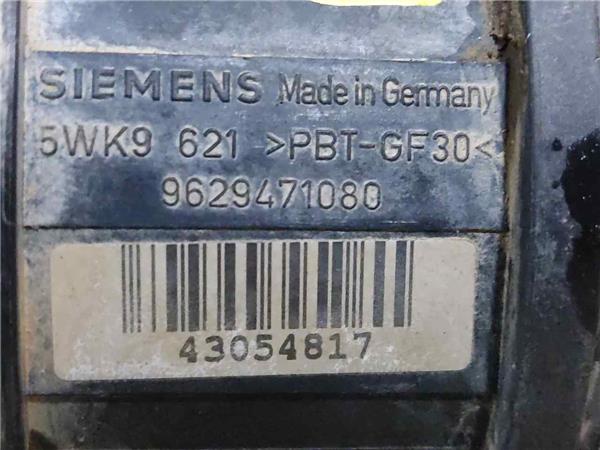 SIEMENS Made in Germany
5WK9 621 >PBT-GF30<
9629471080
43054817